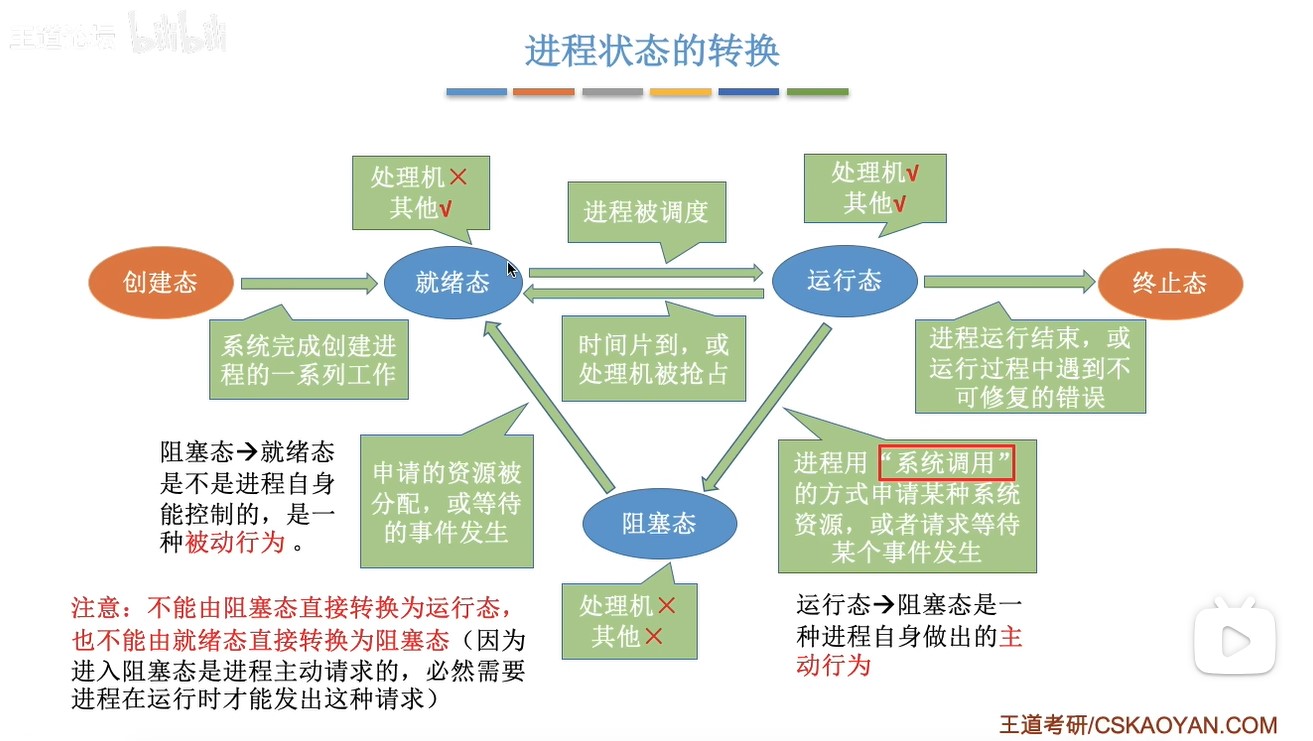 王道论坛 bilibili
进程状态的转换
处理机×
其他√
进程被调度
处理机√
其他√
创建态
就绪态
运行态
终止态
系统完成创建进
程的一系列工作
时间片到，或
处理机被抢占
进程运行结束，或
运行过程中遇到不
可修复的错误
阻塞态→就绪态
是不是进程自身
能控制的，是一
种被动行为 。
申请的资源被
分配，或等待
的事件发生
进程用“系统调用”
的方式申请某种系统
资源，或者请求等待
某个事件发生
阻塞态
处理机×
其他×
注意：不能由阻塞态直接转换为运行态，
也不能由就绪态直接转换为阻塞态（因为
进入阻塞态是进程主动请求的，必然需要
进程在运行时才能发出这种请求）
运行态→阻塞态是一
种进程自身做出的主
动行为
王道考研/CSKAOYAN.COM